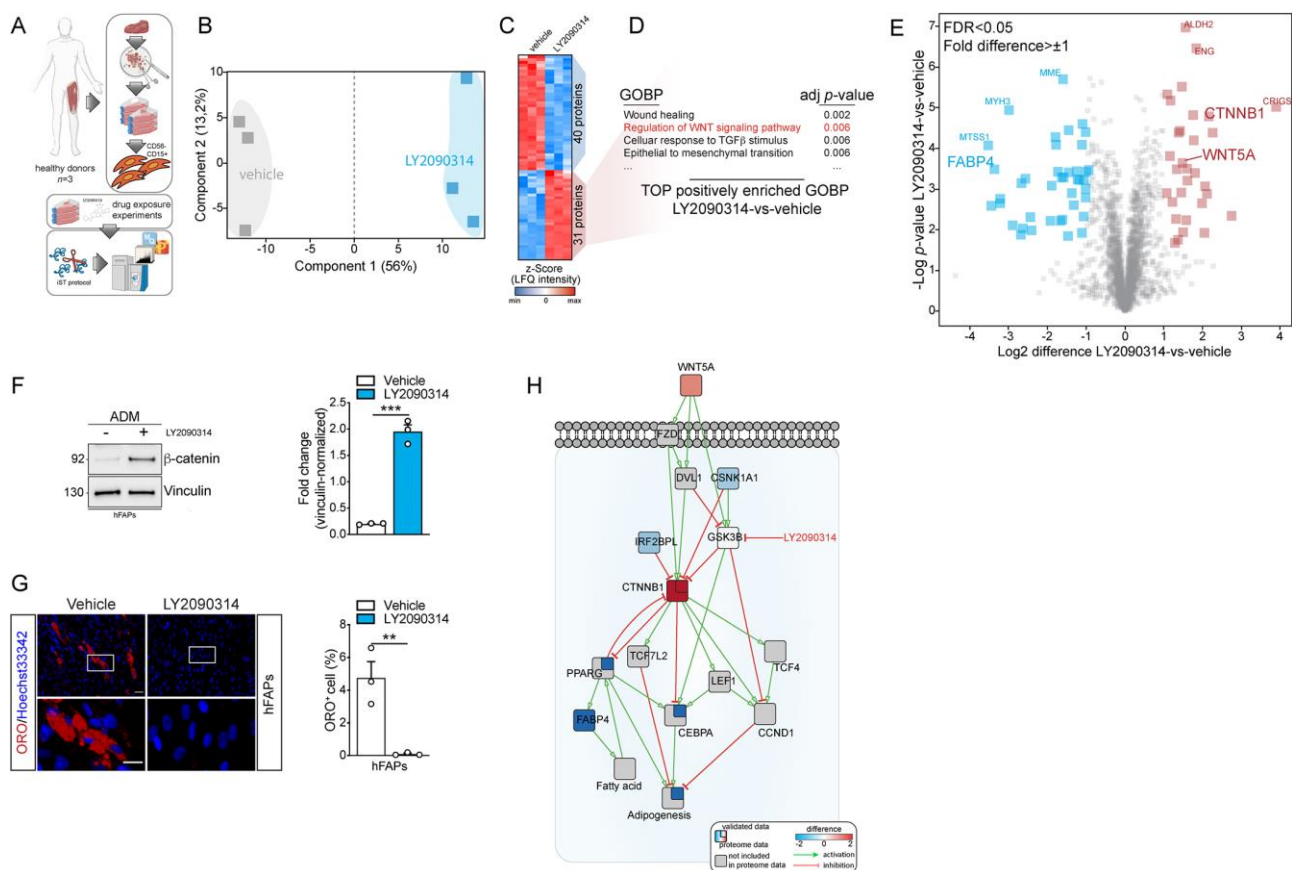 A
healthy donors
n=3
CD56-
CD15+
drug exposure
experiments
iST protocol
B
Component 2 (13,2%)
10
5
0
-5
vehicle
LY2090314
-10
-5
0
5
10
Component 1 (56%)
C
vehicle
LY2090314
40 proteins
31 proteins
z-Score
(LFQ intensity)
min 0 max
D
GOBP adj p-value
Wound healing 0.002
Regulation of WNT signaling pathway 0.006
Celluar response to TGFβ stimulus 0.006
Epithelial to mesenchymal transition 0.006
... ...
TOP positively enriched GOBP
LY2090314-vs-vehicle
E
FDR<0.05
Fold difference>±1
-Log p-value LY2090314-vs-vehicle
7
6
5
4
3
2
1
0
ALDH2
ENG
MME
MYH3
CRIGS
CTNNB1
MTSS1
FABP4
WNT5A
-4 -3 -2 -1 0 1 2 3 4
Log2 difference LY2090314-vs-vehicle
F
ADM
- + LY2090314
92 β-catenin
130 Vinculin
hFAPs
Vehicle
LY2090314
***
Fold change
(vinculin-normalized)
2.5
2.0
1.5
1.0
0.5
0.0
G
Vehicle LY2090314
ORO/Hoechst33342
hFAPs
Vehicle
LY2090314
**
ORO+ cell (%)
8
6
4
2
0
hFAPs
H
WNT5A
FZD
DVL1
CSNK1A1
IRF2BPL
GSK3B
LY2090314
CTNNB1
TCF7L2
TCF4
PPARG
LEF1
FABP4
CEBPA
CCND1
Fatty acid
Adipogenesis
validated data
proteome data
not included
in proteome data
difference
-2 0 2
activation
inhibition